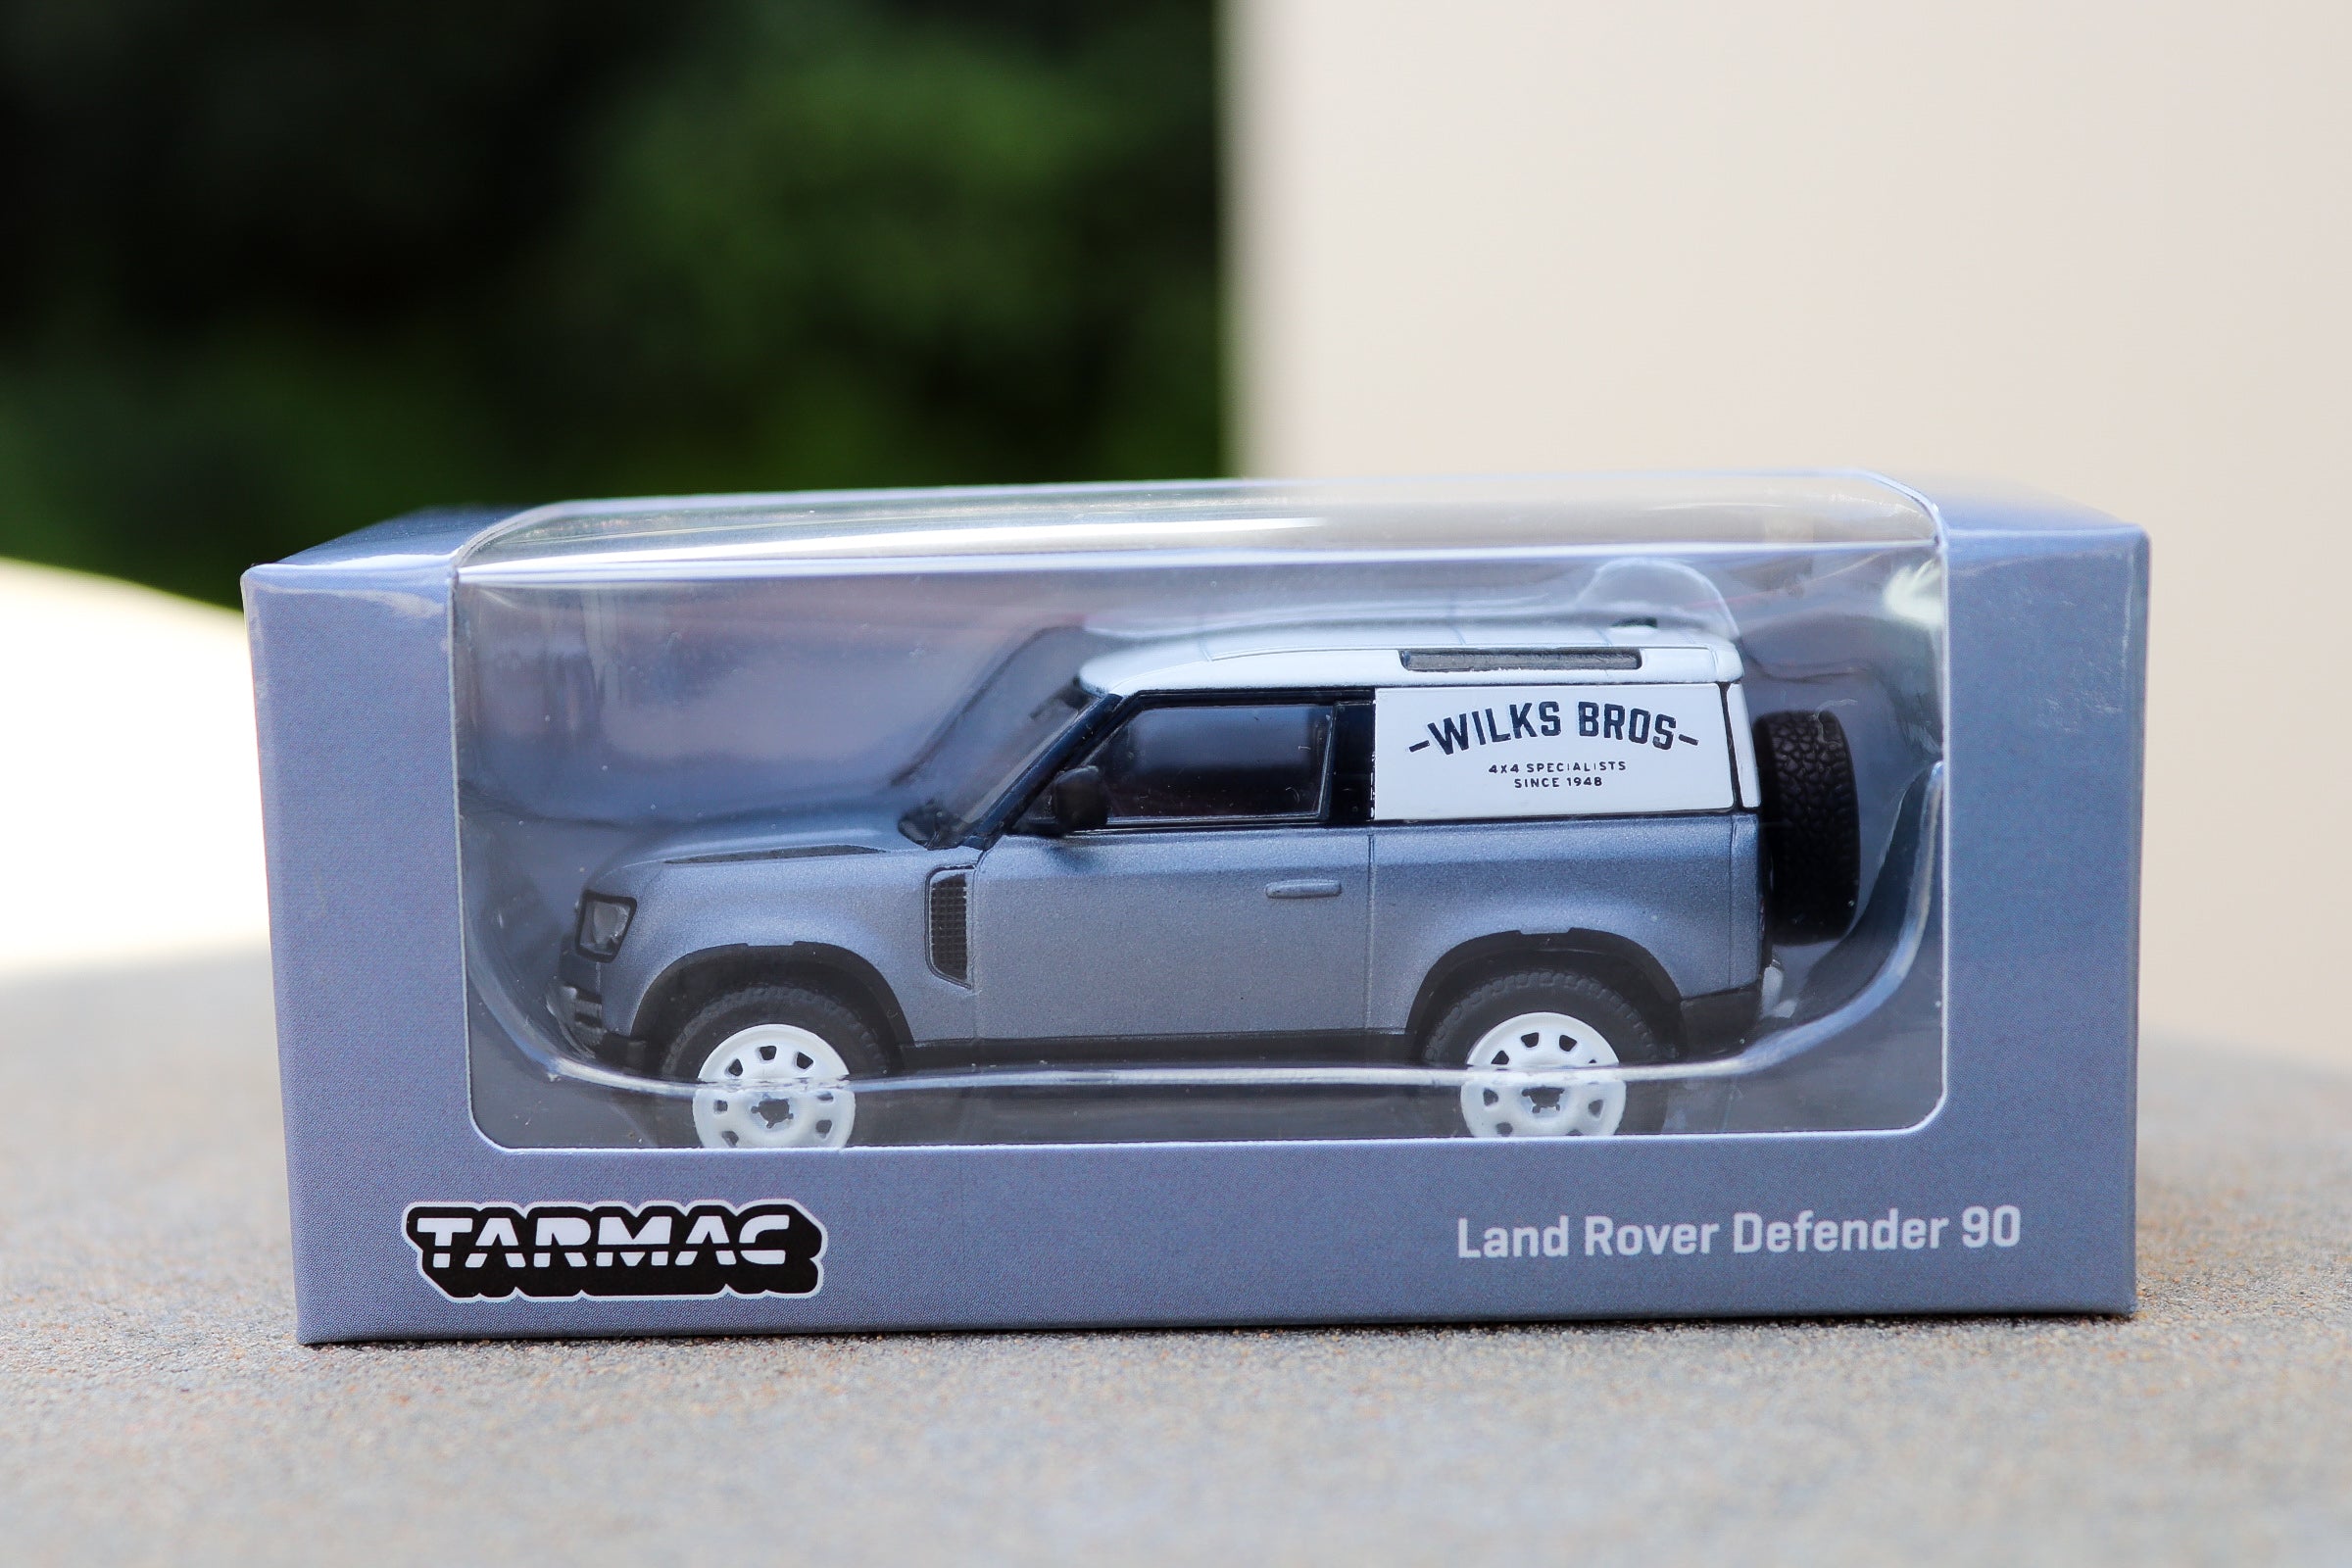 -WILKS BROS-
4X4 SPECIALISTS
SINCE 1948
TARMAC
Land Rover Defender 90